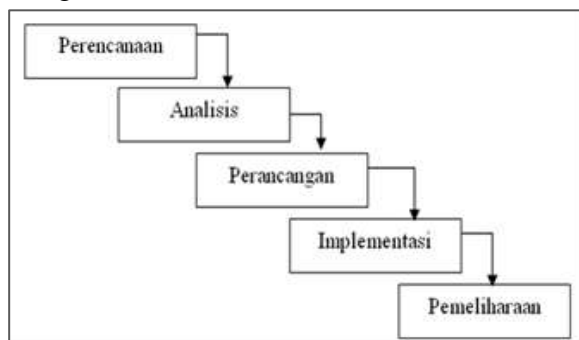 Perencanaan
Analisis
Perancangan
Implementasi
Pemeliharaan